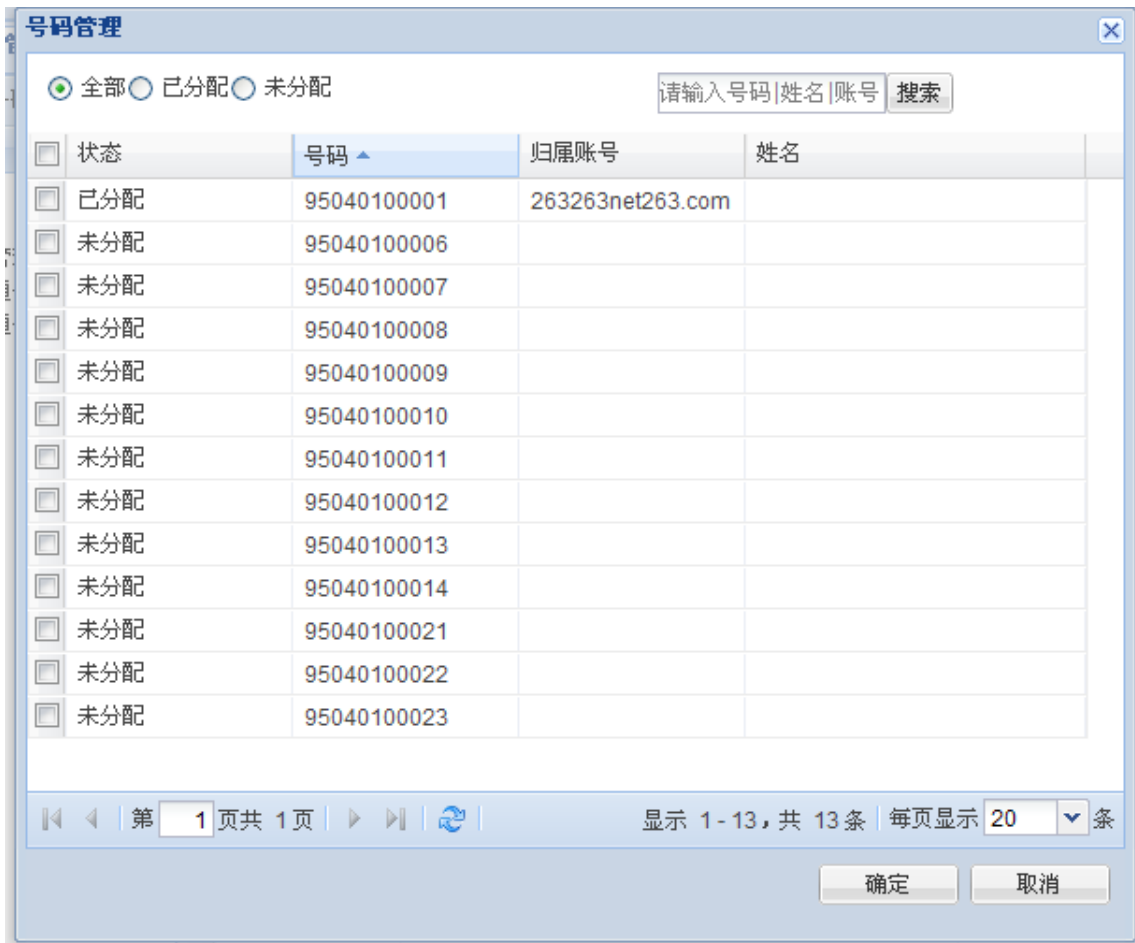 号码管理
全部 已分配 未分配 请输入号码|姓名|账号 搜索
状态 号码 归属账号 姓名
已分配 95040100001 263263net263.com
未分配 95040100006
未分配 95040100007
未分配 95040100008
未分配 95040100009
未分配 95040100010
未分配 95040100011
未分配 95040100012
未分配 95040100013
未分配 95040100014
未分配 95040100021
未分配 95040100022
未分配 95040100023
第 1 页共 1 页 显示 1 - 13，共 13 条 每页显示 20 条
确定 取消